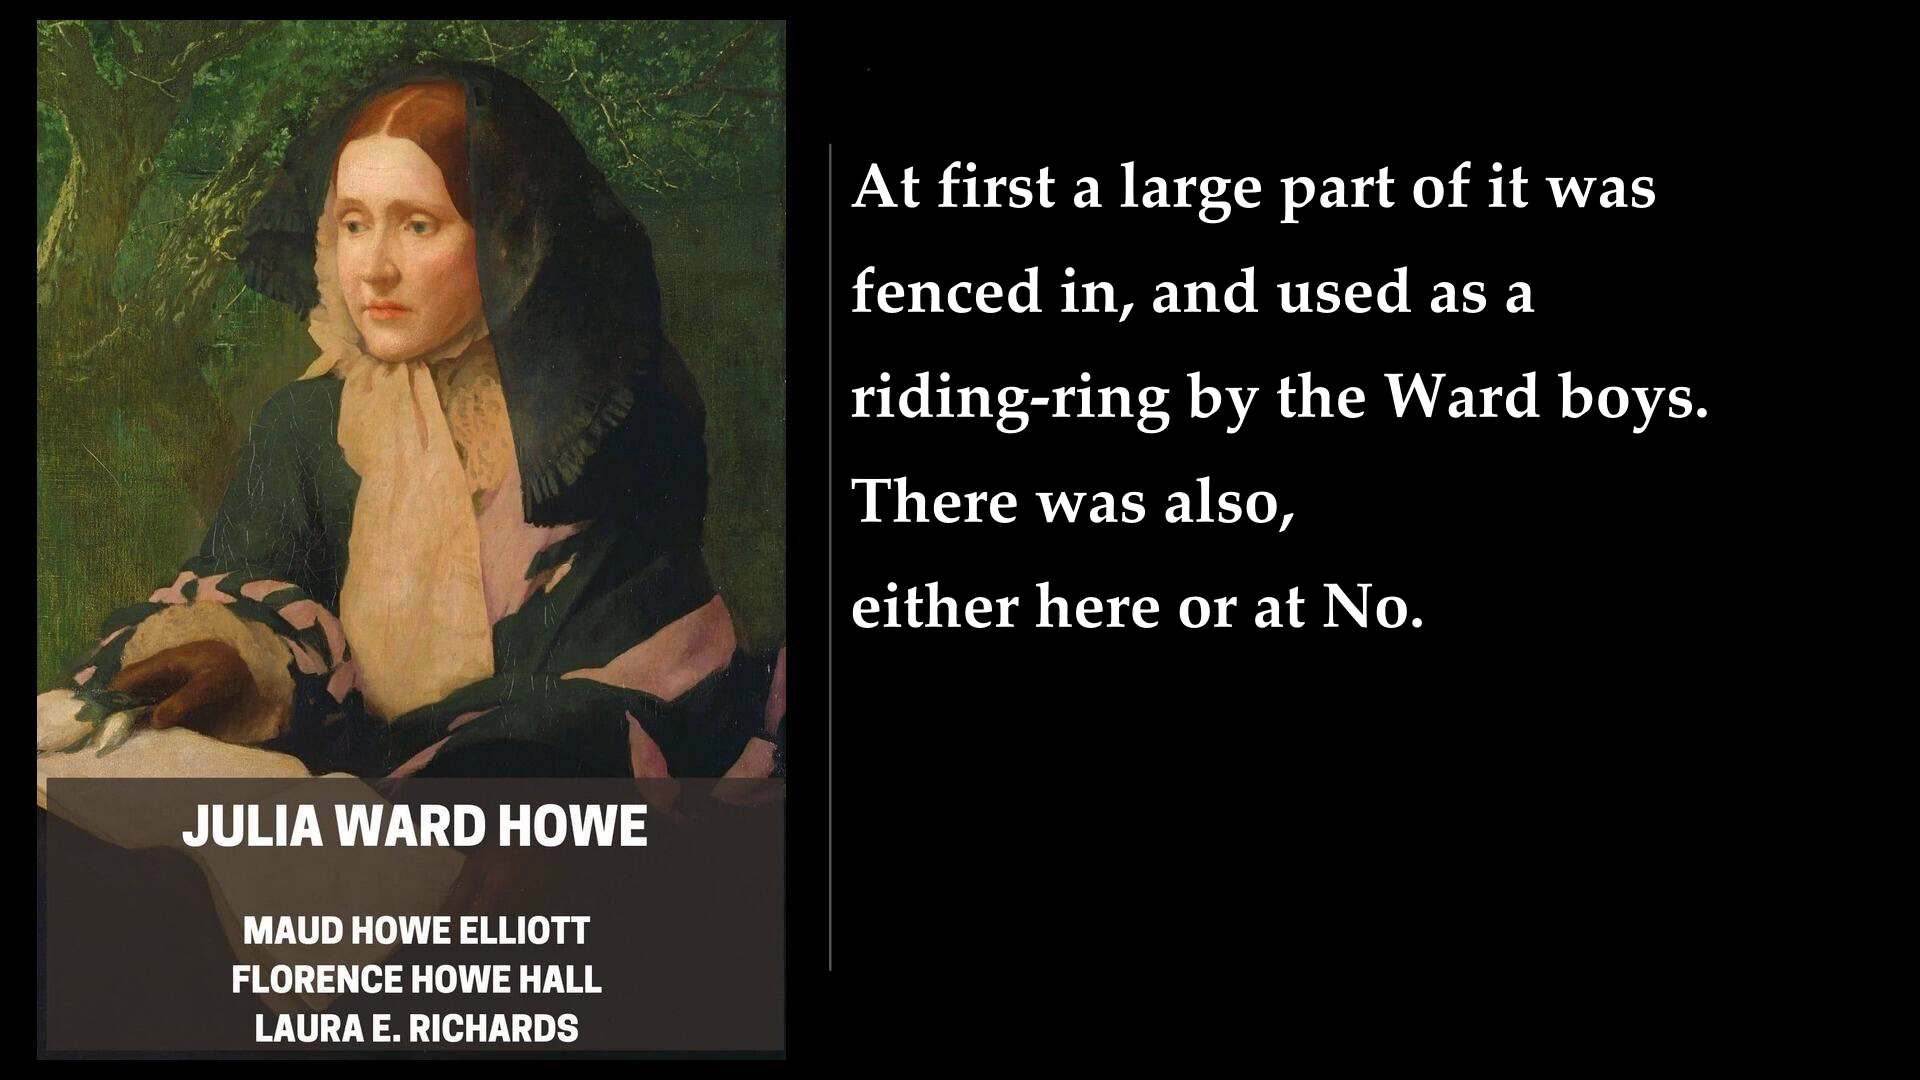 JULIA WARD HOWE
MAUD HOWE ELLIOTT
FLORENCE HOWE HALL
LAURA E. RICHARDS
At first a large part of it was
fenced in, and used as a
riding-ring by the Ward boys.
There was also,
either here or at No.